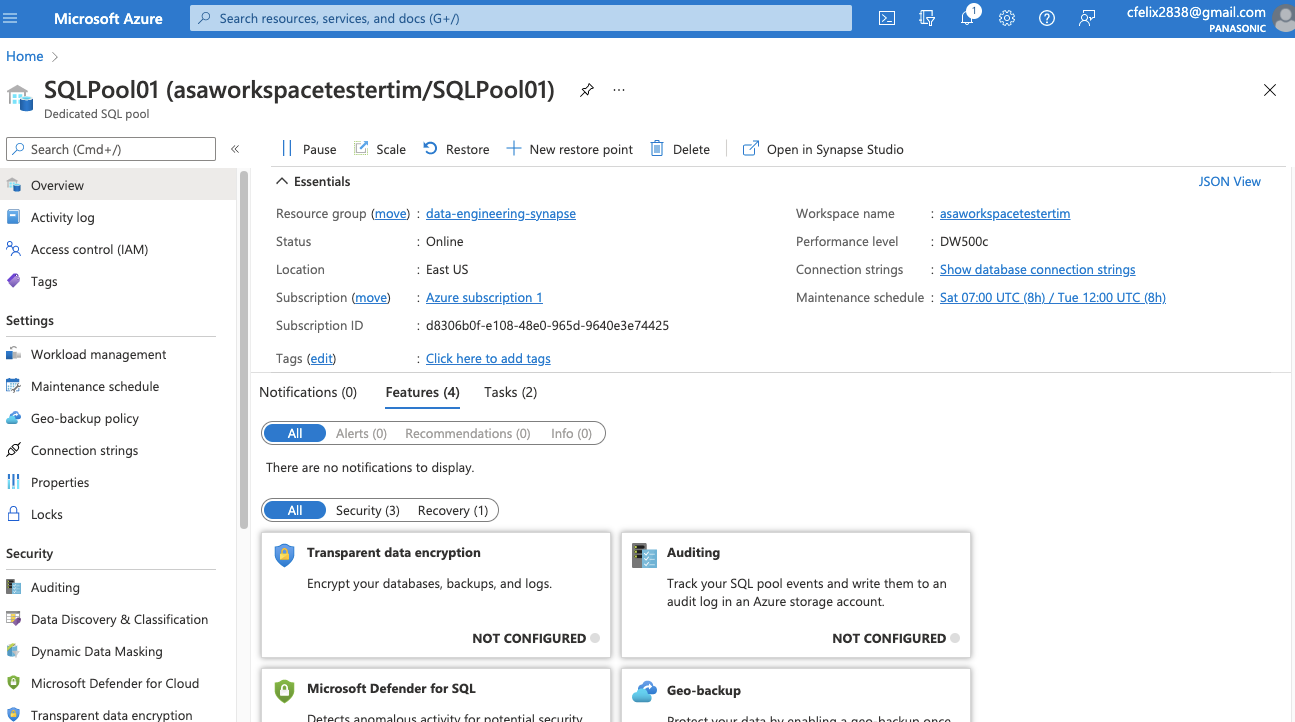 Microsoft Azure
Search resources, services, and docs (G+/)
1
cfelix2838@gmail.com
PANASONIC
Home
SQLPool01 (asaworkspacetestertim/SQLPool01)
Dedicated SQL pool
Search (Cmd+/)
Pause
Scale
Restore
New restore point
Delete
Open in Synapse Studio
Overview
Activity log
Access control (IAM)
Tags
Settings
Workload management
Maintenance schedule
Geo-backup policy
Connection strings
Properties
Locks
Security
Auditing
Data Discovery & Classification
Dynamic Data Masking
Microsoft Defender for Cloud
Transparent data encryption
Essentials
JSON View
Resource group (move) : data-engineering-synapse
Status : Online
Location : East US
Subscription (move) : Azure subscription 1
Subscription ID : d8306b0f-e108-48e0-965d-9640e3e74425
Tags (edit) : Click here to add tags
Workspace name : asaworkspacetestertim
Performance level : DW500c
Connection strings : Show database connection strings
Maintenance schedule : Sat 07:00 UTC (8h) / Tue 12:00 UTC (8h)
Notifications (0) Features (4) Tasks (2)
All Alerts (0) Recommendations (0) Info (0)
There are no notifications to display.
All Security (3) Recovery (1)
Transparent data encryption
Encrypt your databases, backups, and logs.
NOT CONFIGURED
Auditing
Track your SQL pool events and write them to an
audit log in an Azure storage account.
NOT CONFIGURED
Microsoft Defender for SQL
Detects anomalous activity for potential security
Geo-backup
Protect your data by enabling a geo-backup once